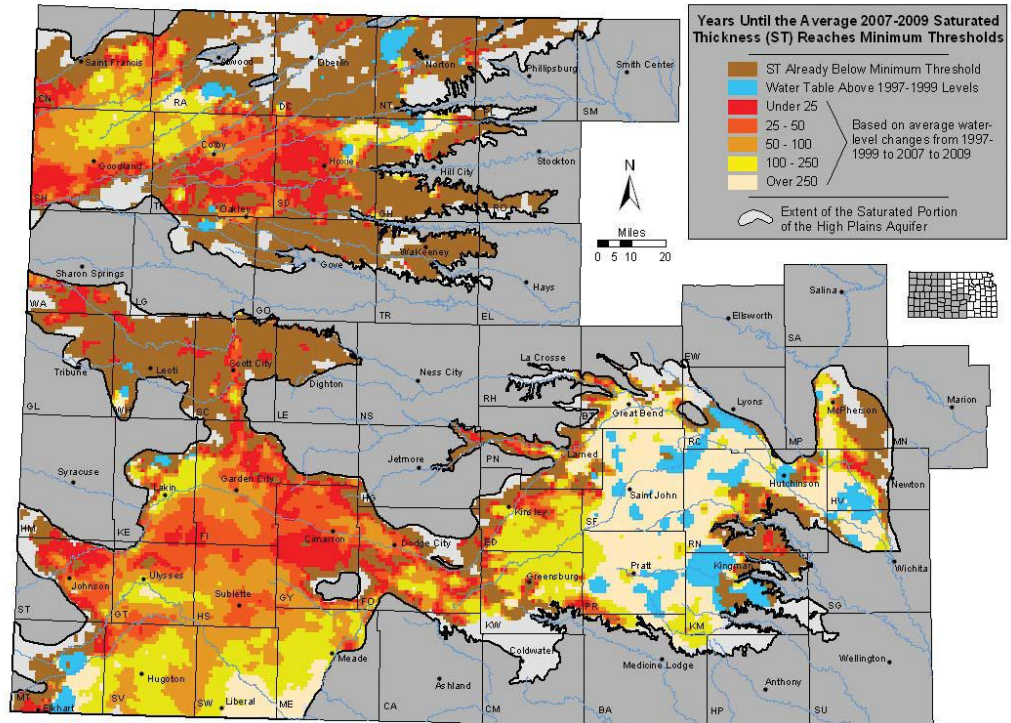 Years Until the Average 2007-2009 Saturated
Thickness (ST) Reaches Minimum Thresholds
ST Already Below Minimum Threshold
Water Table Above 1997-1999 Levels
Under 25
25 - 50
50 - 100
100 - 250
Over 250
Based on average water-
level changes from 1997-
1999 to 2007 to 2009
Extent of the Saturated Portion
of the High Plains Aquifer
N
Miles
0 5 10 20
Saint Francis
Atwood
Oberlin
Norton
Phillipsburg
Smith Center
CN
RA
DC
NT
SM
Goodland
Colby
Hoxie
Hill City
Stockton
SH
TH
SD
GH
RO
Oakley
Sharon Springs
Gove
WaKeeney
Hays
WA
LG
GO
TR
EL
Tribune
Leoti
Scott City
Dighton
Ness City
La Crosse
Great Bend
Ellsworth
Salina
SA
EW
Lyons
McPherson
Marion
GL
WH
SC
LE
NS
RH
BT
RC
MP
MN
Syracuse
Lakin
Garden City
Jetmore
PN
Larned
Saint John
Hutchinson
Newton
HV
HM
KE
FI
HG
SF
RN
Kinsley
ED
Cimarron
Dodge City
Johnson
Ulysses
Sublette
Greensburg
Pratt
Kingman
Wichita
ST
GT
HS
GY
FO
KW
PR
KM
SG
Hugoton
Liberal
Meade
Ashland
Coldwater
Medicine Lodge
Anthony
Wellington
MT
Elkhart
SV
SW
ME
CA
CM
BA
HP
SU